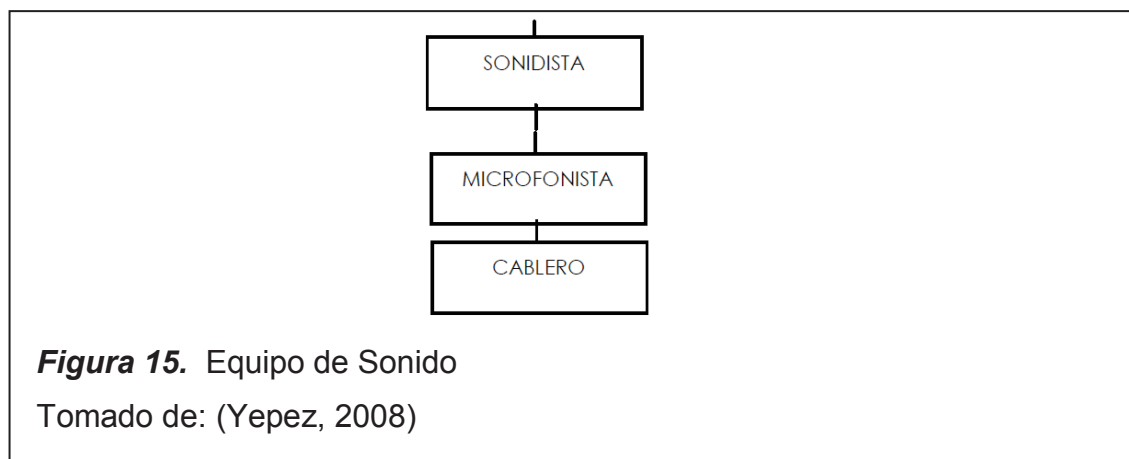 SONIDISTA
MICROFONISTA
CABLERO
Figura 15. Equipo de Sonido
Tomado de: (Yepez, 2008)